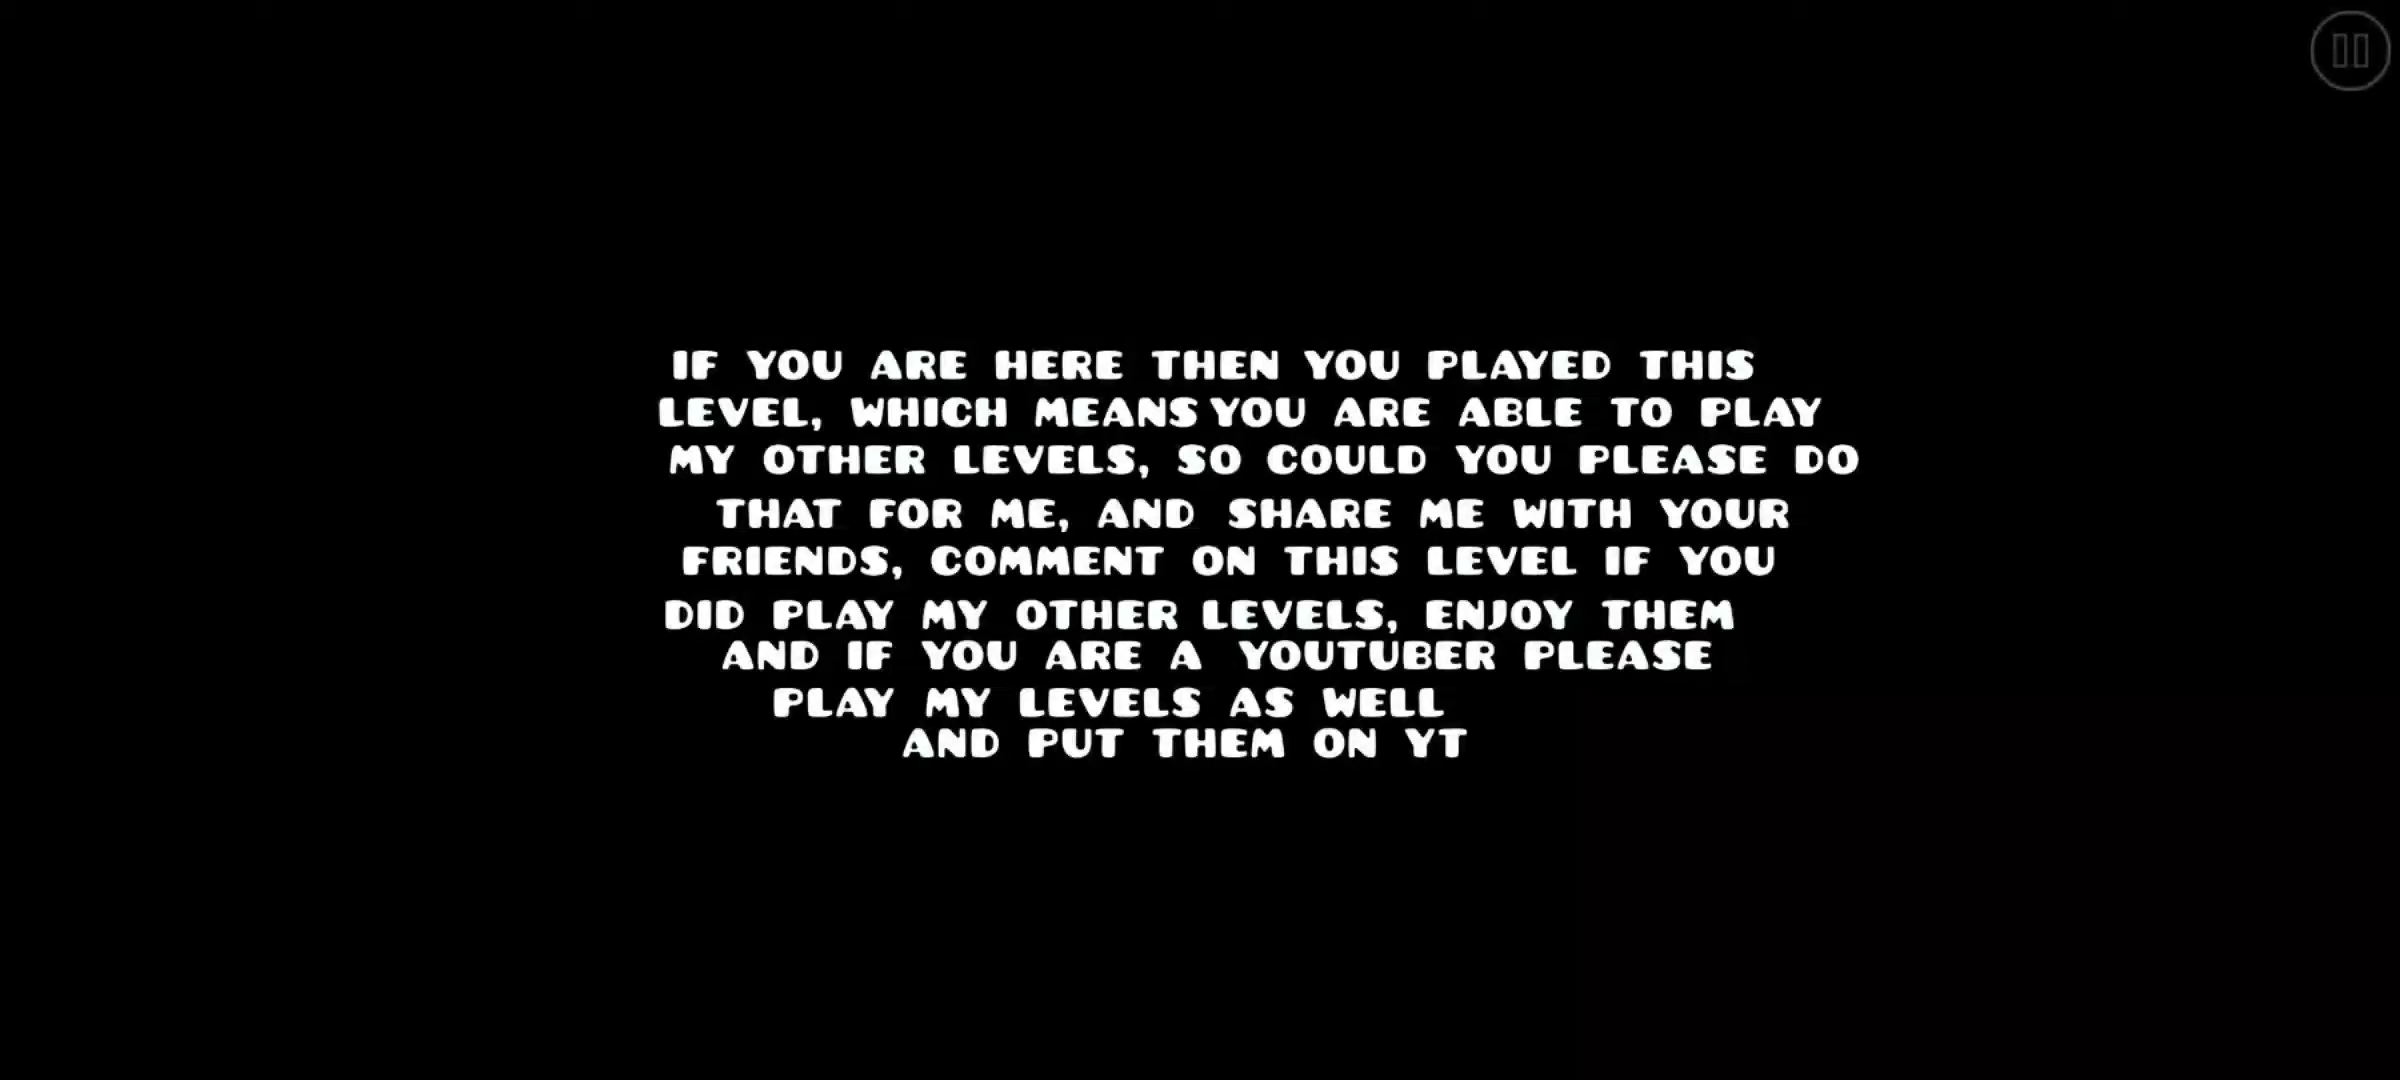 IF YOU ARE HERE THEN YOU PLAYED THIS
LEVEL, WHICH MEANS YOU ARE ABLE TO PLAY
MY OTHER LEVELS, SO COULD YOU PLEASE DO
THAT FOR ME, AND SHARE ME WITH YOUR
FRIENDS, COMMENT ON THIS LEVEL IF YOU
DID PLAY MY OTHER LEVELS, ENJOY THEM
AND IF YOU ARE A YOUTUBER PLEASE
PLAY MY LEVELS AS WELL
AND PUT THEM ON YT